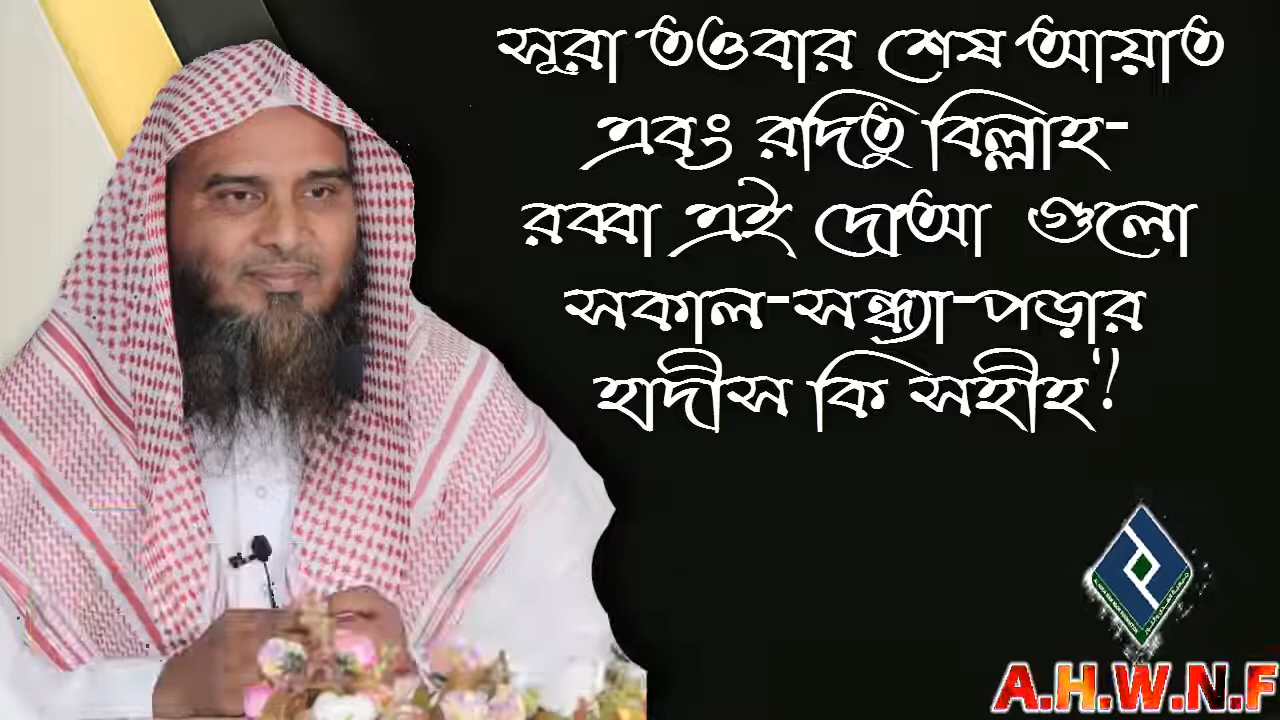 সূরা তওবার শেষ আয়াত
এবং রদিতু বিল্লাহ-
রব্বা এই দোআ গুলো
সকাল-সন্ধ্যা-পড়ার
হাদীস কি সহীহ?
A.H.W.N.F